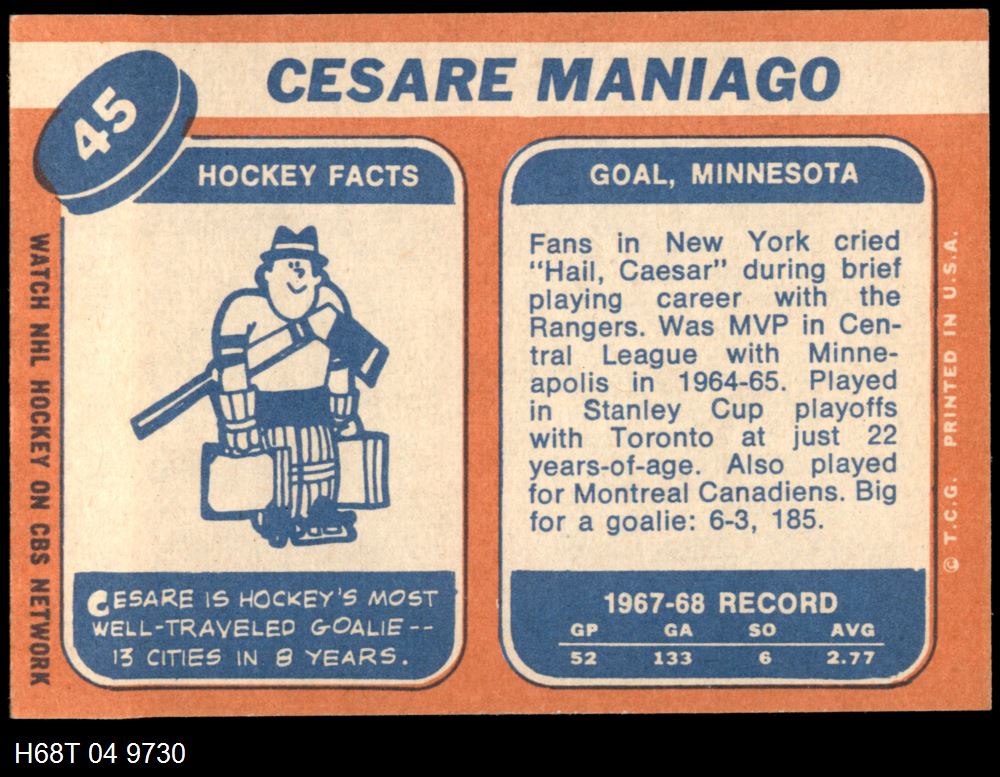 CESARE MANIAGO
45
HOCKEY FACTS
CESARE IS HOCKEY'S MOST
WELL-TRAVELED GOALIE--
13 CITIES IN 8 YEARS.
GOAL, MINNESOTA
Fans in New York cried
"Hail, Caesar" during brief
playing career with the
Rangers. Was MVP in Cen-
tral League with Minne-
apolis in 1964-65. Played
in Stanley Cup playoffs
with Toronto at just 22
years-of-age. Also played
for Montreal Canadiens. Big
for a goalie: 6-3, 185.
1967-68 RECORD
GP GA SO AVG
52 133 6 2.77
WATCH NHL HOCKEY ON CBS NETWORK
© T.C.G. PRINTED IN U.S.A.
H68T 04 9730